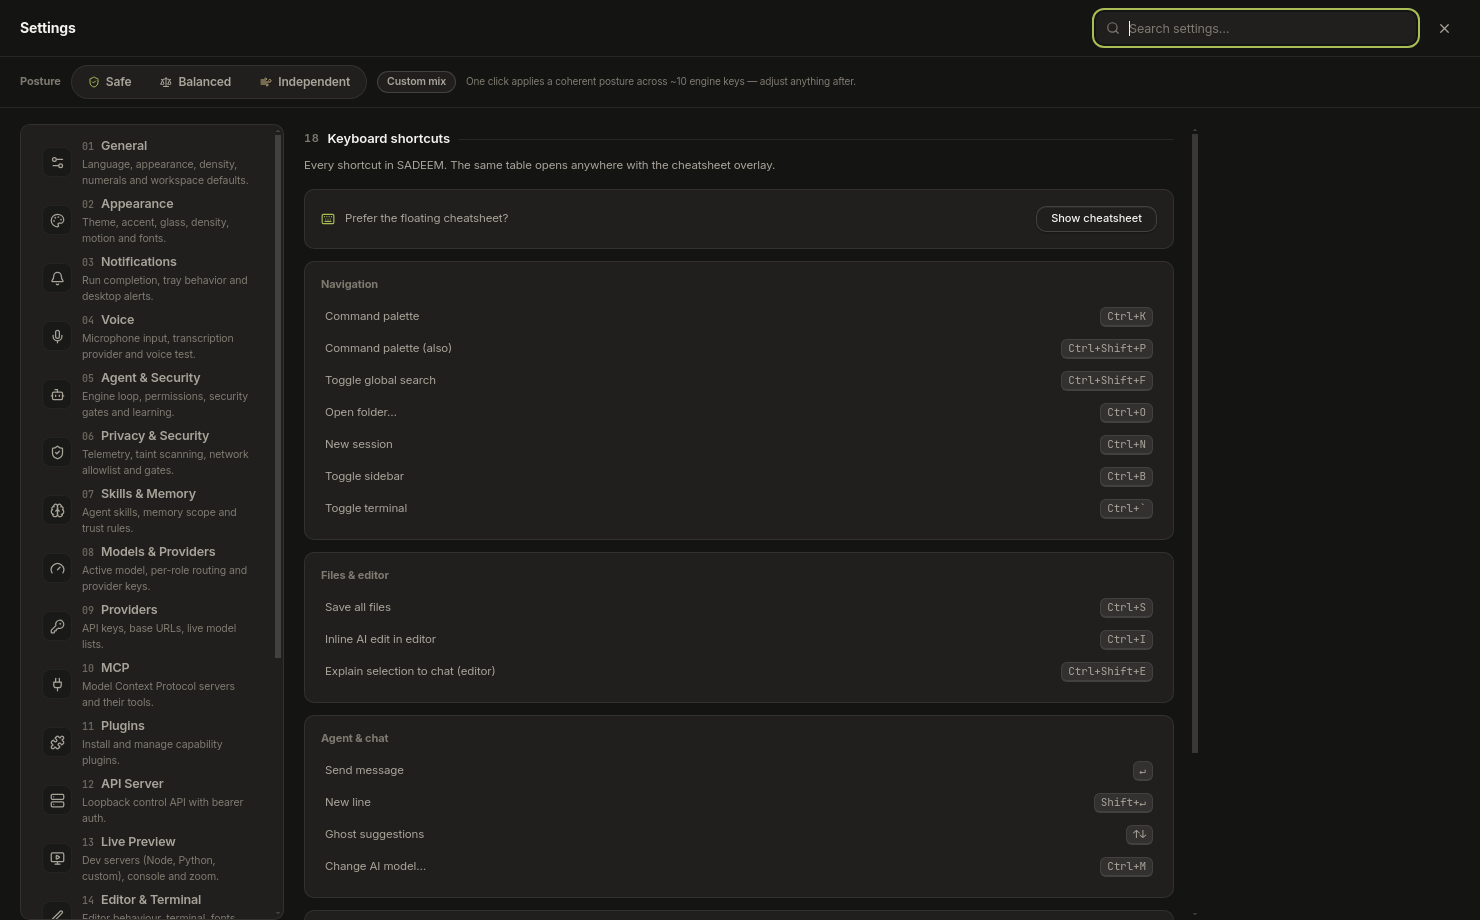 Settings
Search settings...
Posture
Safe
Balanced
Independent
Custom mix
One click applies a coherent posture across ~10 engine keys — adjust anything after.
01 General
Language, appearance, density,
numerals and workspace defaults.
02 Appearance
Theme, accent, glass, density,
motion and fonts.
03 Notifications
Run completion, tray behavior and
desktop alerts.
04 Voice
Microphone input, transcription
provider and voice test.
05 Agent & Security
Engine loop, permissions, security
gates and learning.
06 Privacy & Security
Telemetry, taint scanning, network
allowlist and gates.
07 Skills & Memory
Agent skills, memory scope and
trust rules.
08 Models & Providers
Active model, per-role routing and
provider keys.
09 Providers
API keys, base URLs, live model
lists.
10 MCP
Model Context Protocol servers
and their tools.
11 Plugins
Install and manage capability
plugins.
12 API Server
Loopback control API with bearer
auth.
13 Live Preview
Dev servers (Node, Python,
custom), console and zoom.
14 Editor & Terminal
Editor behaviour, terminal, fonts
18 Keyboard shortcuts
Every shortcut in SADEEM. The same table opens anywhere with the cheatsheet overlay.
Prefer the floating cheatsheet?
Show cheatsheet
Navigation
Command palette Ctrl+K
Command palette (also) Ctrl+Shift+P
Toggle global search Ctrl+Shift+F
Open folder... Ctrl+O
New session Ctrl+N
Toggle sidebar Ctrl+B
Toggle terminal Ctrl+`
Files & editor
Save all files Ctrl+S
Inline AI edit in editor Ctrl+I
Explain selection to chat (editor) Ctrl+Shift+E
Agent & chat
Send message ↵
New line Shift+↵
Ghost suggestions ↑↓
Change AI model... Ctrl+M